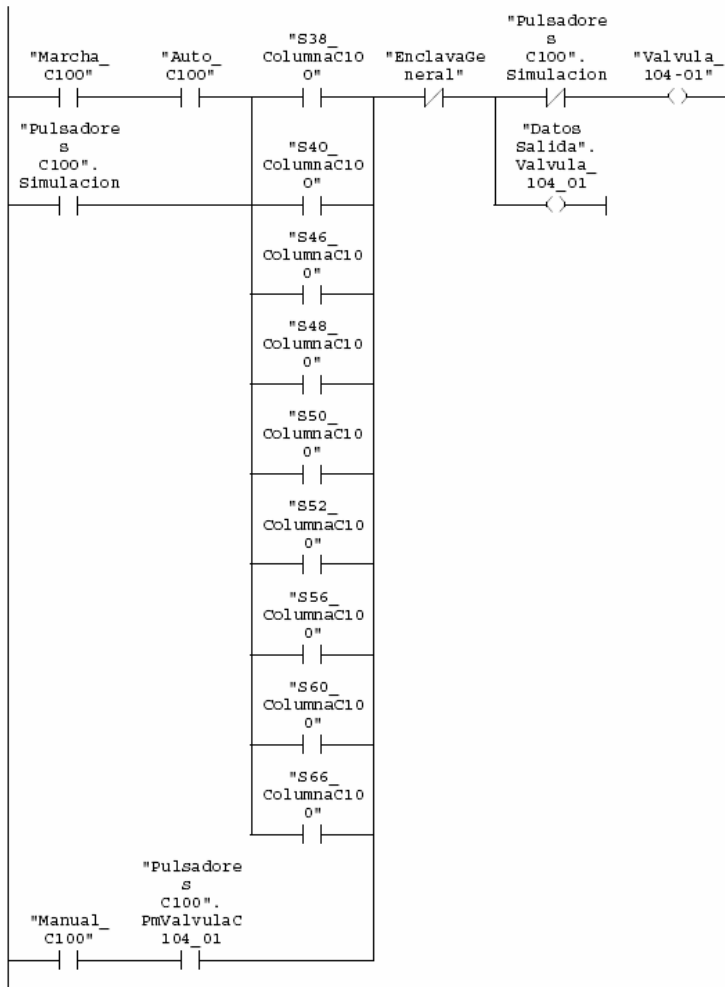 "Marcha_
C100"
"Auto_
C100"
"S38_
ColumnaC10
0"
"EnclavaGe
neral"
"Pulsadore
s
C100".
Simulacion
"Valvula_
104-01"
"Pulsadore
s
C100".
Simulacion
"S40_
ColumnaC10
0"
"Datos
Salida".
Valvula_
104_01
"S46_
ColumnaC10
0"
"S48_
ColumnaC10
0"
"S50_
ColumnaC10
0"
"S52_
ColumnaC10
0"
"S56_
ColumnaC10
0"
"S60_
ColumnaC10
0"
"S66_
ColumnaC10
0"
"Manual_
C100"
"Pulsadore
s
C100".
PmValvulaC
104_01